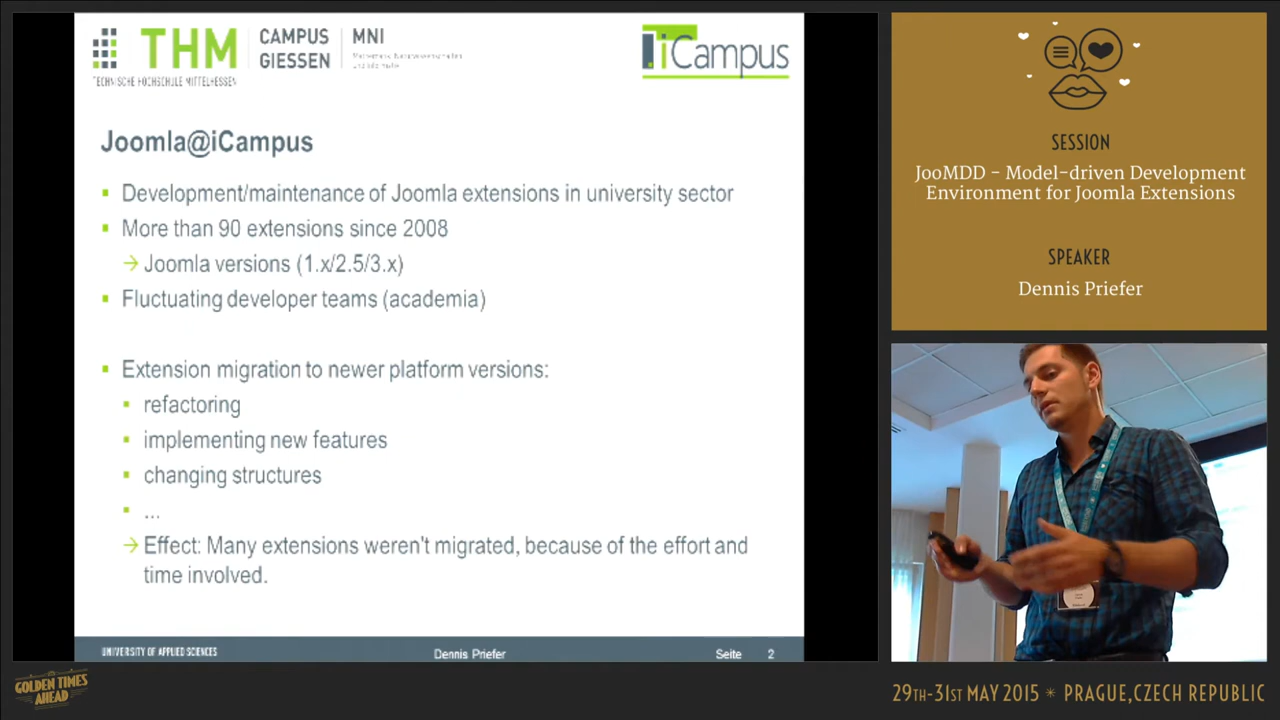 THM
CAMPUS
GIESSEN
MNI
TECHNISCHE HOCHSCHULE MITTELHESSEN
iCampus
Joomla@iCampus
Development/maintenance of Joomla extensions in university sector
More than 90 extensions since 2008
→ Joomla versions (1.x/2.5/3.x)
Fluctuating developer teams (academia)
Extension migration to newer platform versions:
refactoring
implementing new features
changing structures
...
→ Effect: Many extensions weren't migrated, because of the effort and
time involved.
UNIVERSITY OF APPLIED SCIENCES
Dennis Priefer
Seite 2
SESSION
JooMDD - Model-driven Development
Environment for Joomla Extensions
SPEAKER
Dennis Priefer
GOLDEN TIMES
AHEAD
29TH-31ST MAY 2015 * PRAGUE,CZECH REPUBLIC